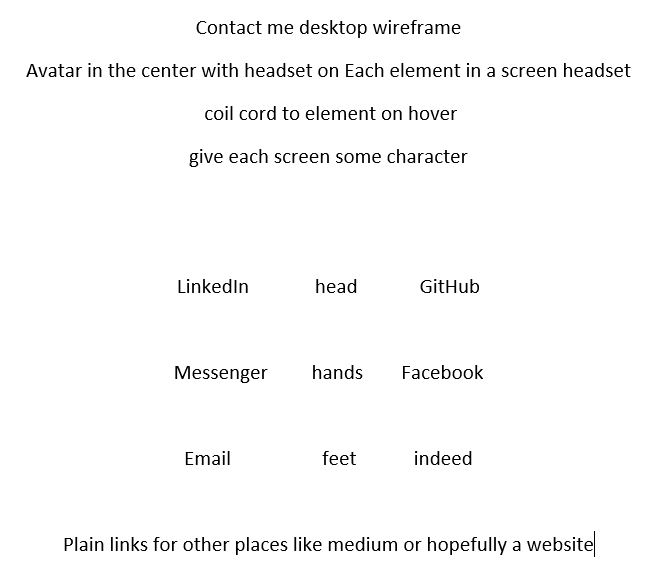 Contact me desktop wireframe
Avatar in the center with headset on Each element in a screen headset
coil cord to element on hover
give each screen some character
LinkedIn head GitHub
Messenger hands Facebook
Email feet indeed
Plain links for other places like medium or hopefully a website